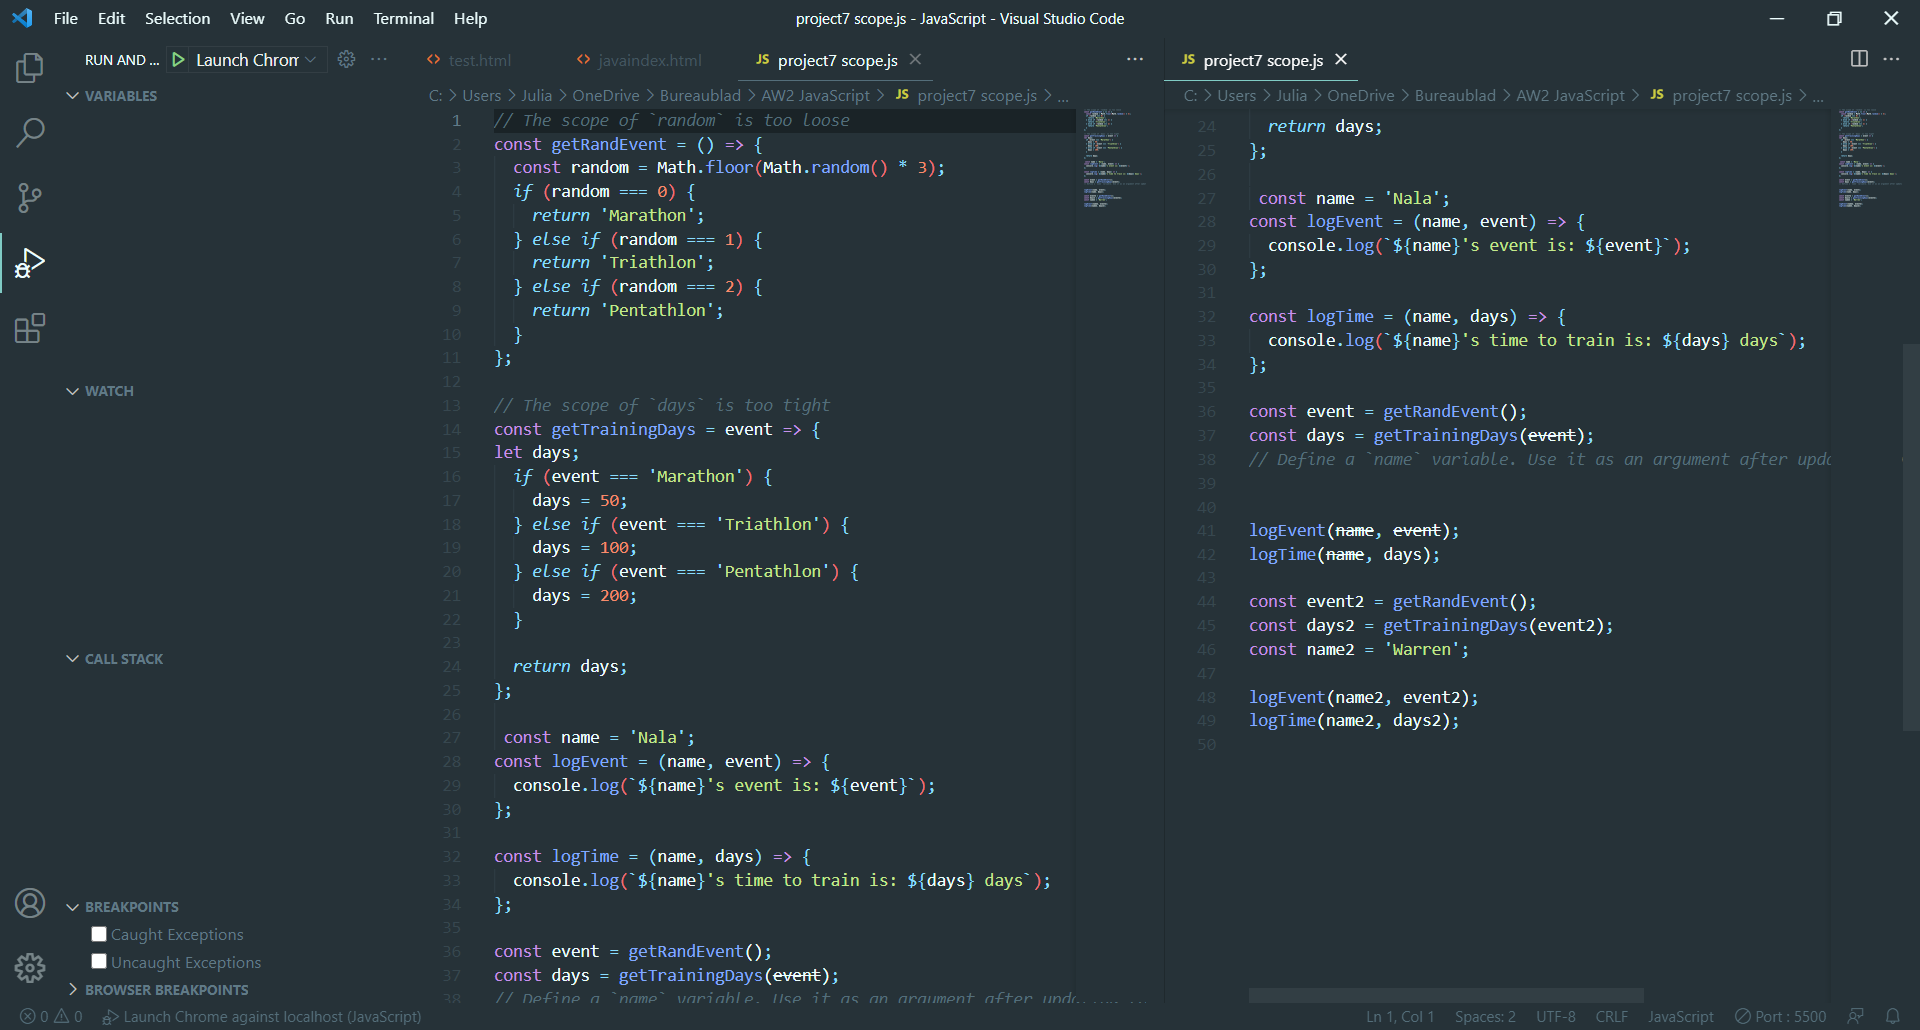 File Edit Selection View Go Run Terminal Help
project7 scope.js - JavaScript - Visual Studio Code
RUN AND ... Launch Chrom
VARIABLES
WATCH
CALL STACK
BREAKPOINTS
Caught Exceptions
Uncaught Exceptions
BROWSER BREAKPOINTS
test.html javaindex.html JS project7 scope.js
C: > Users > Julia > OneDrive > Bureaublad > AW2 JavaScript > JS project7 scope.js > ...
1 // The scope of `random` is too loose
2 const getRandEvent = () => {
3 const random = Math.floor(Math.random() * 3);
4 if (random === 0) {
5 return 'Marathon';
6 } else if (random === 1) {
7 return 'Triathlon';
8 } else if (random === 2) {
9 return 'Pentathlon';
10 }
11 };
12
13 // The scope of `days` is too tight
14 const getTrainingDays = event => {
15 let days;
16 if (event === 'Marathon') {
17 days = 50;
18 } else if (event === 'Triathlon') {
19 days = 100;
20 } else if (event === 'Pentathlon') {
21 days = 200;
22 }
23
24 return days;
25 };
26
27 const name = 'Nala';
28 const logEvent = (name, event) => {
29 console.log(`${name}'s event is: ${event}`);
30 };
31
32 const logTime = (name, days) => {
33 console.log(`${name}'s time to train is: ${days} days`);
34 };
35
36 const event = getRandEvent();
37 const days = getTrainingDays(event);
38 // Define a `name` variable. Use it as an argument after upda
JS project7 scope.js
C: > Users > Julia > OneDrive > Bureaublad > AW2 JavaScript > JS project7 scope.js > ...
24 return days;
25 };
26
27 const name = 'Nala';
28 const logEvent = (name, event) => {
29 console.log(`${name}'s event is: ${event}`);
30 };
31
32 const logTime = (name, days) => {
33 console.log(`${name}'s time to train is: ${days} days`);
34 };
35
36 const event = getRandEvent();
37 const days = getTrainingDays(event);
38 // Define a `name` variable. Use it as an argument after upda
39
40
41 logEvent(name, event);
42 logTime(name, days);
43
44 const event2 = getRandEvent();
45 const days2 = getTrainingDays(event2);
46 const name2 = 'Warren';
47
48 logEvent(name2, event2);
49 logTime(name2, days2);
50
0 0 Launch Chrome against localhost (JavaScript) Ln 1, Col 1 Spaces: 2 UTF-8 CRLF JavaScript Port : 5500